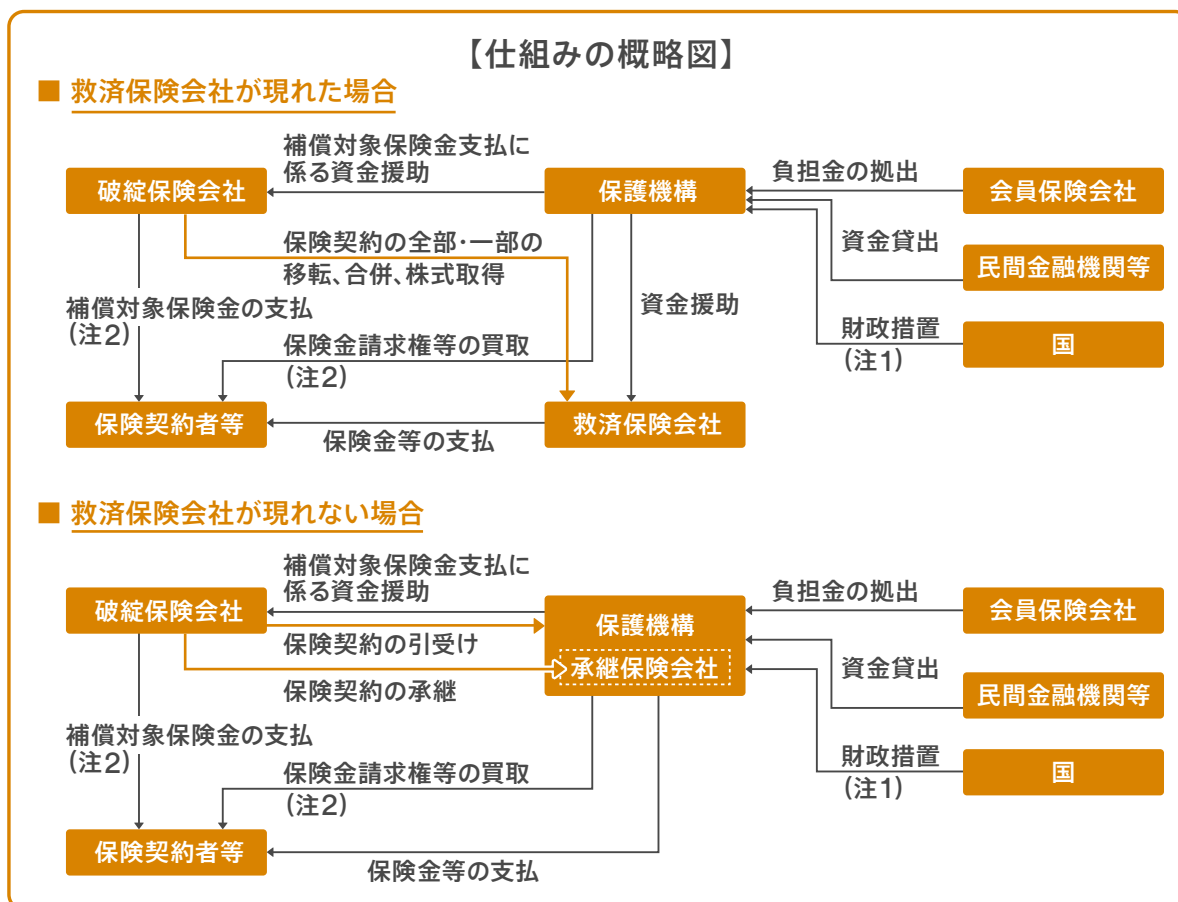 【仕組みの概略図】
■ 救済保険会社が現れた場合
補償対象保険金支払に
係る資金援助
破綻保険会社
保護機構
負担金の拠出
会員保険会社
保険契約の全部・一部の
移転、合併、株式取得
資金貸出
民間金融機関等
補償対象保険金の支払
(注2)
資金援助
保険金請求権等の買取
(注2)
財政措置
(注1)
国
保険契約者等
保険金等の支払
救済保険会社
■ 救済保険会社が現れない場合
補償対象保険金支払に
係る資金援助
破綻保険会社
保護機構
負担金の拠出
会員保険会社
保険契約の引受け
承継保険会社
資金貸出
保険契約の承継
民間金融機関等
補償対象保険金の支払
(注2)
保険金請求権等の買取
(注2)
財政措置
(注1)
国
保険契約者等
保険金等の支払